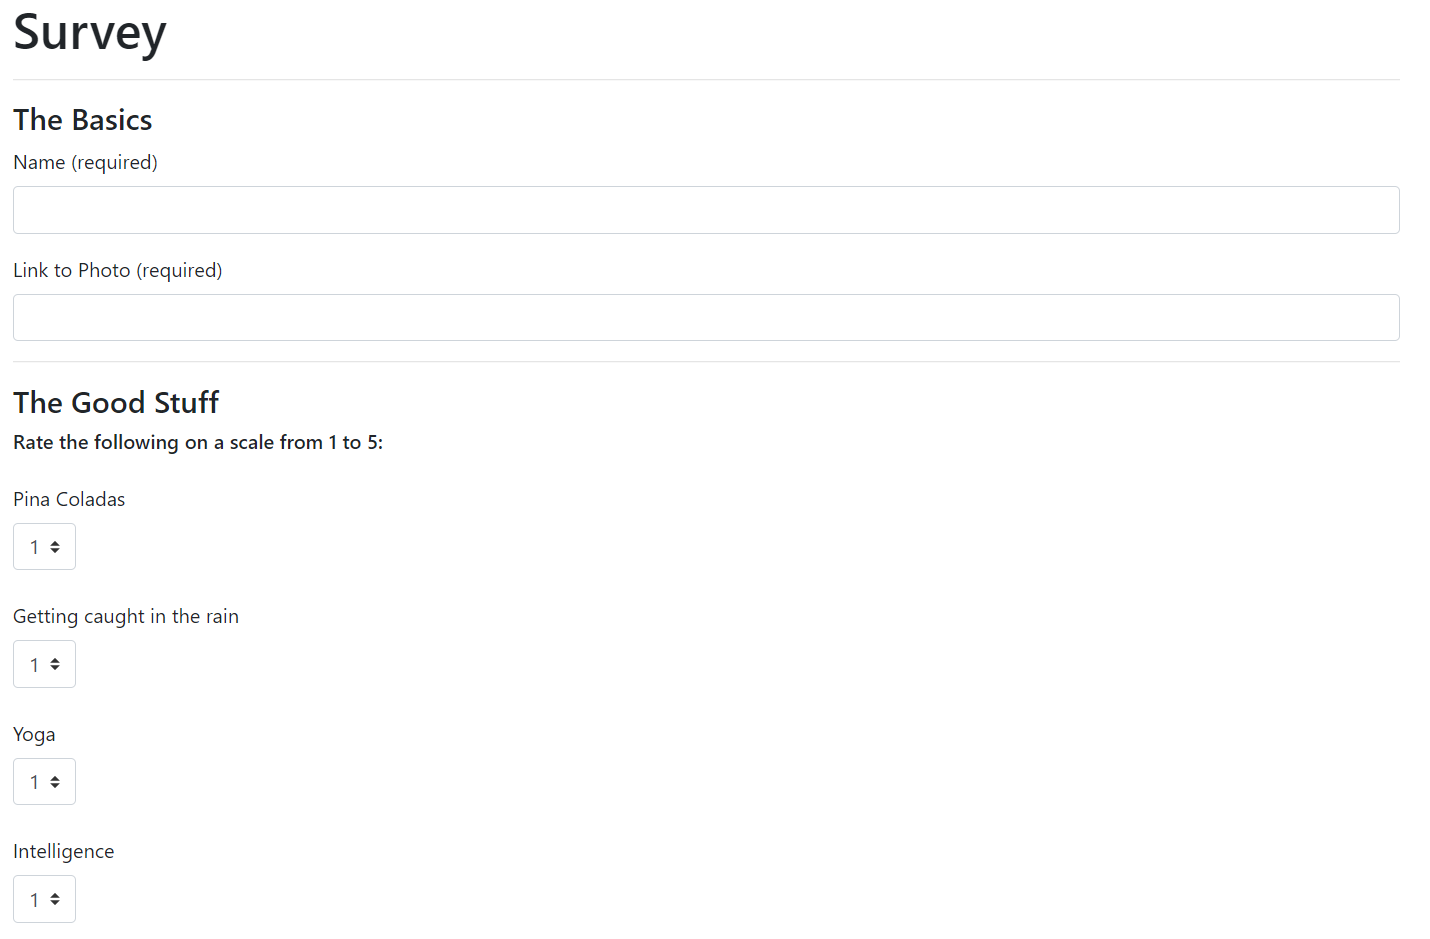 Survey
The Basics
Name (required)
Link to Photo (required)
The Good Stuff
Rate the following on a scale from 1 to 5:
Pina Coladas
1
Getting caught in the rain
1
Yoga
1
Intelligence
1